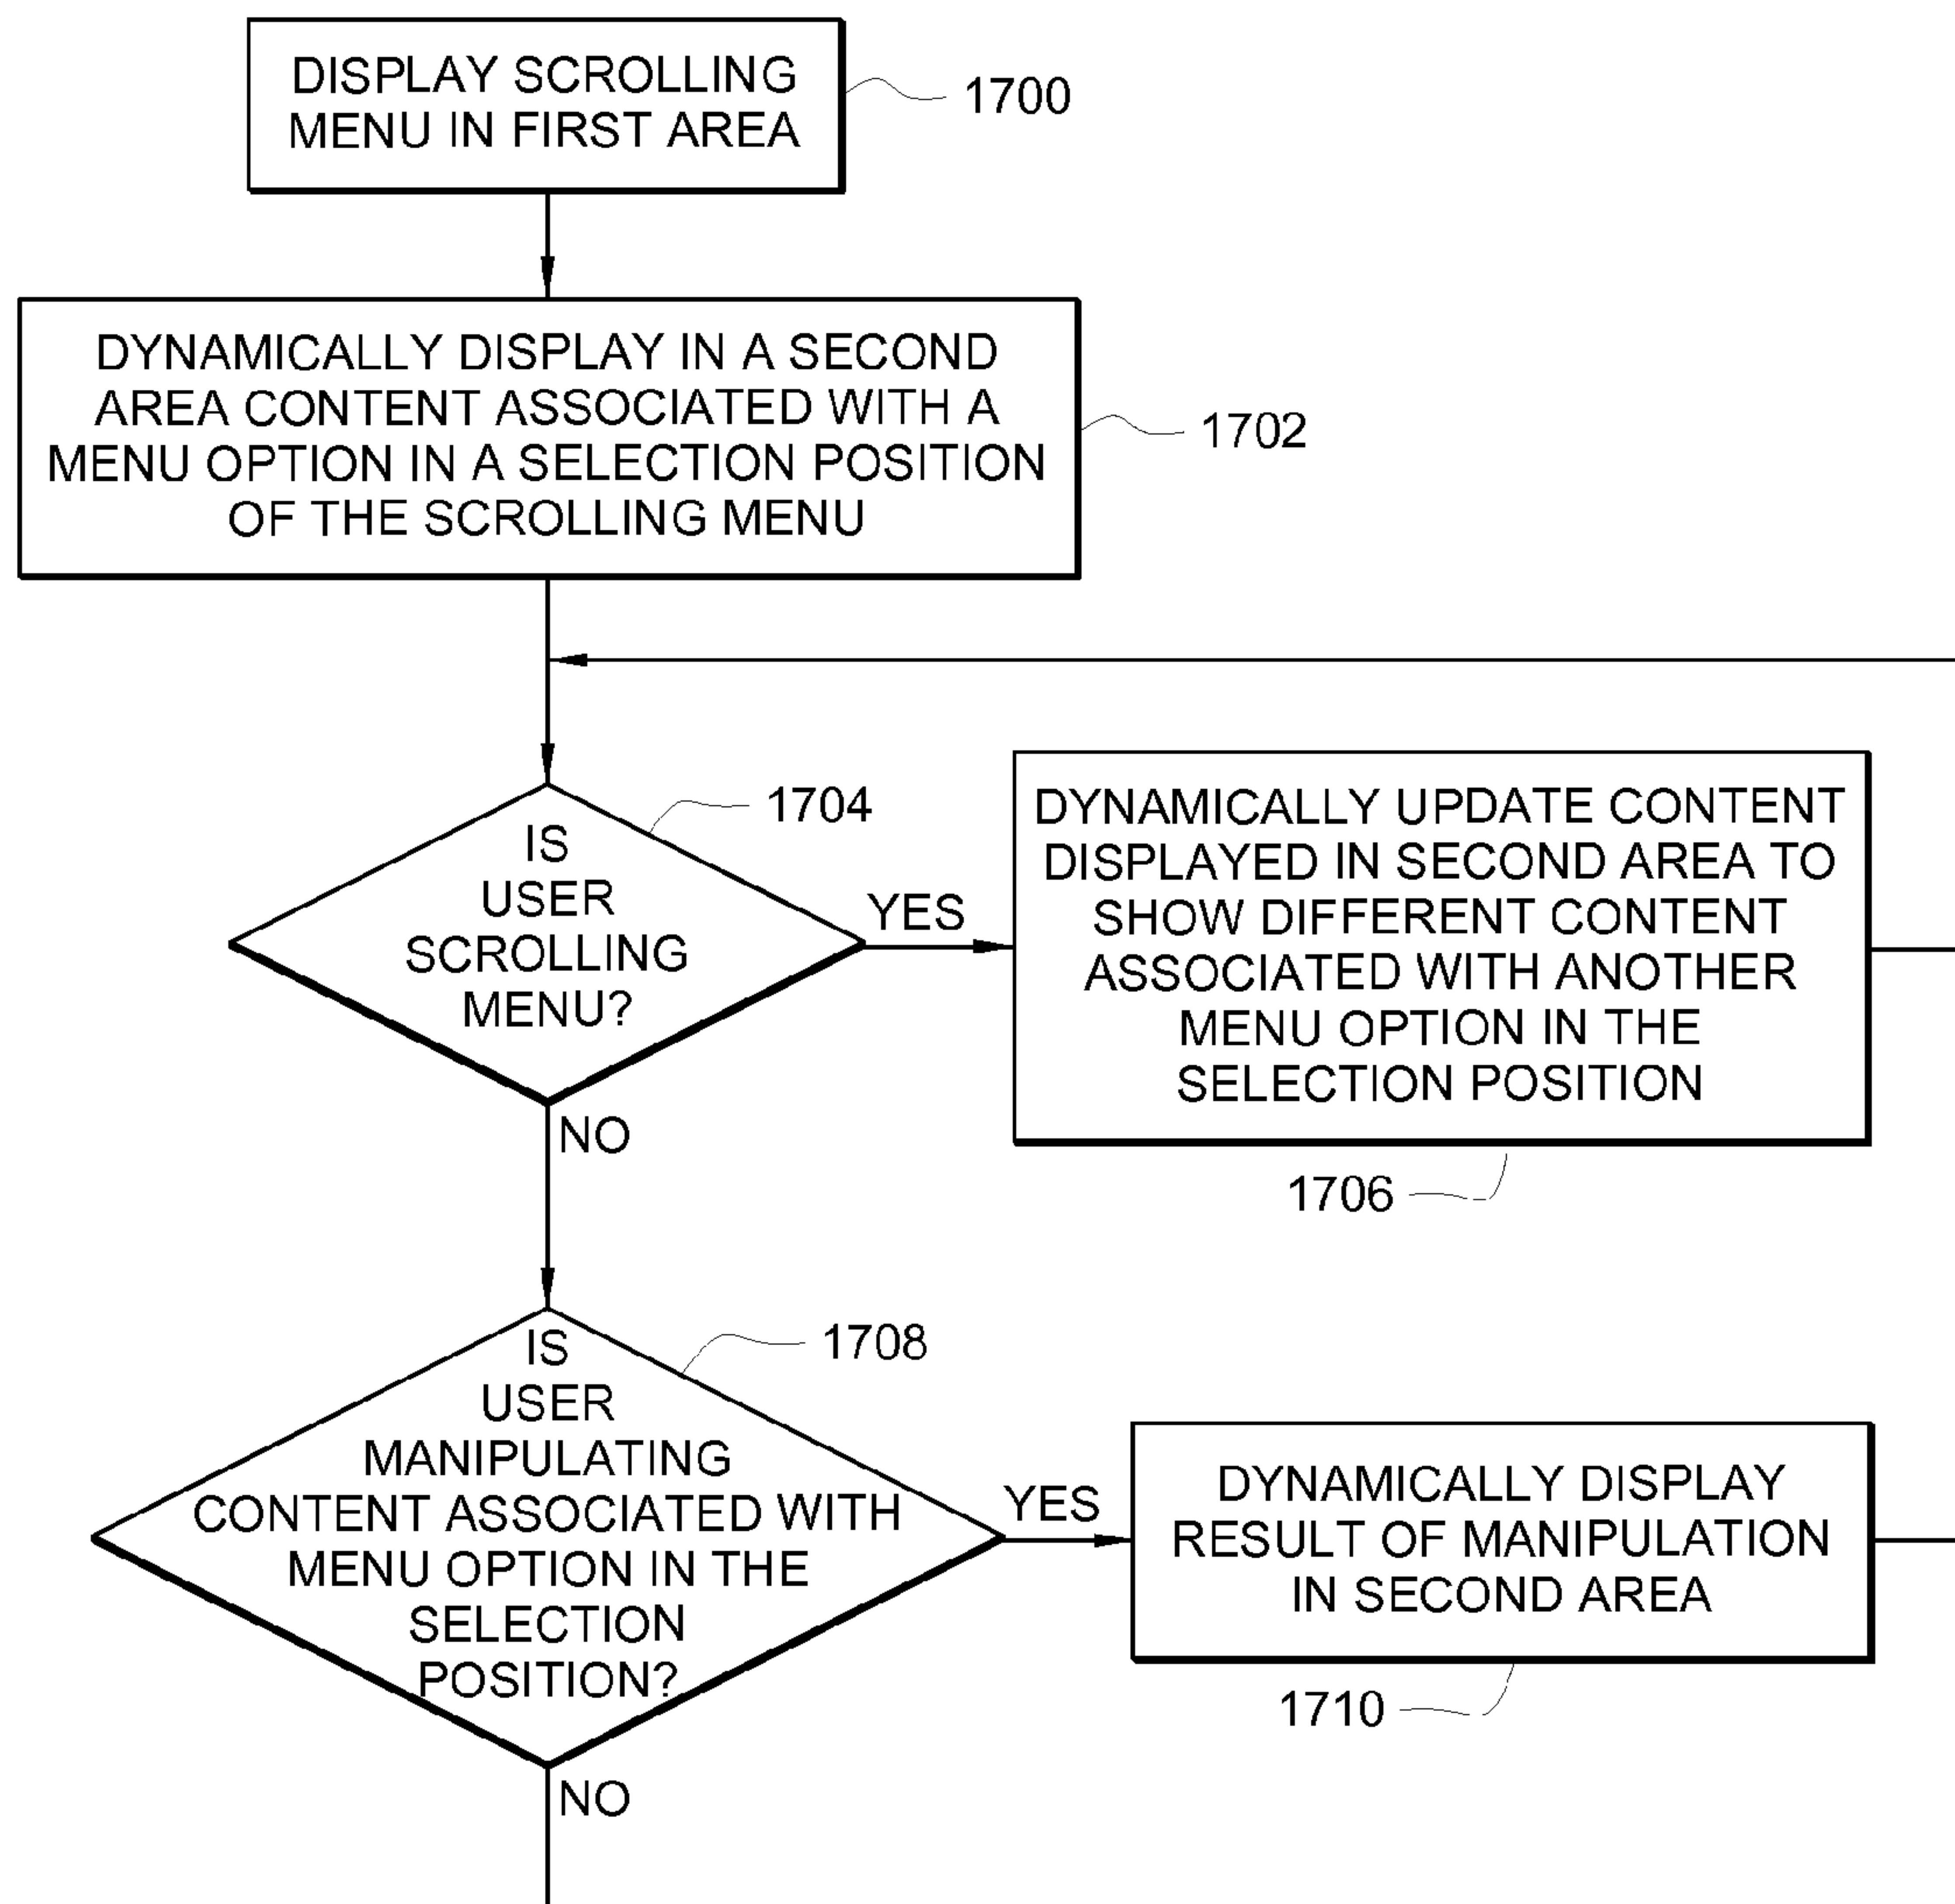 DISPLAY SCROLLING
MENU IN FIRST AREA
1700
DYNAMICALLY DISPLAY IN A SECOND
AREA CONTENT ASSOCIATED WITH A
MENU OPTION IN A SELECTION POSITION
OF THE SCROLLING MENU
1702
IS
USER
SCROLLING
MENU?
1704
YES
NO
DYNAMICALLY UPDATE CONTENT
DISPLAYED IN SECOND AREA TO
SHOW DIFFERENT CONTENT
ASSOCIATED WITH ANOTHER
MENU OPTION IN THE
SELECTION POSITION
1706
IS
USER
MANIPULATING
CONTENT ASSOCIATED WITH
MENU OPTION IN THE
SELECTION
POSITION?
1708
YES
NO
DYNAMICALLY DISPLAY
RESULT OF MANIPULATION
IN SECOND AREA
1710